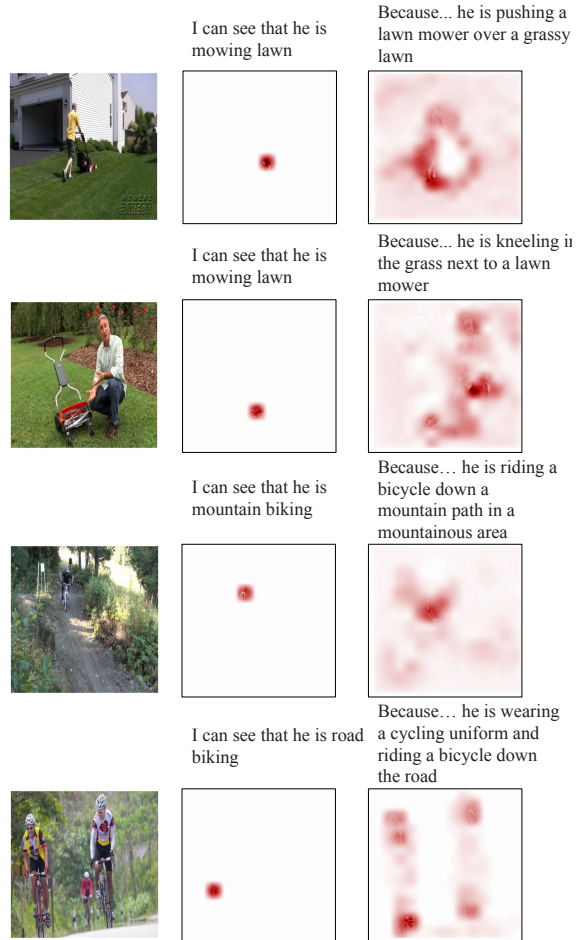 I can see that he is
mowing lawn
Because... he is pushing a
lawn mower over a grassy
lawn
MOWERS
DIRECT
I can see that he is
mowing lawn
Because... he is kneeling in
the grass next to a lawn
mower
I can see that he is
mountain biking
Because… he is riding a
bicycle down a
mountain path in a
mountainous area
I can see that he is road
biking
Because… he is wearing
a cycling uniform and
riding a bicycle down
the road